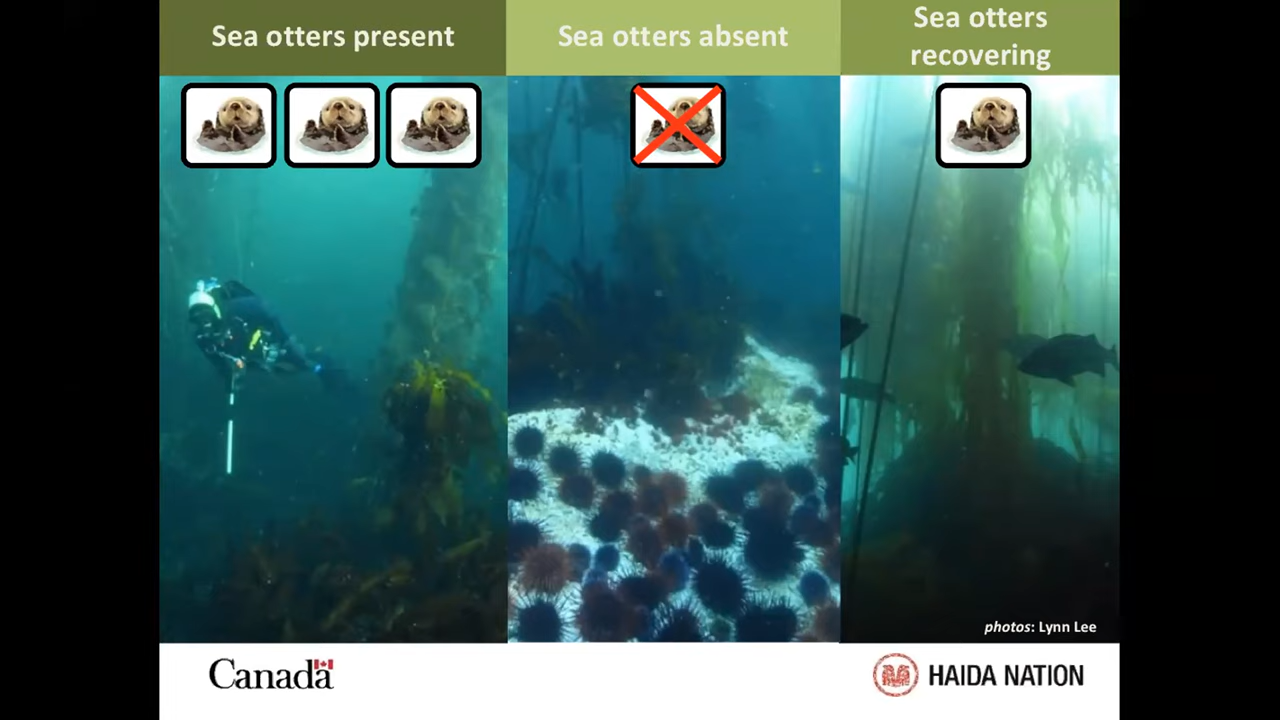 Sea otters present
Sea otters absent
Sea otters
recovering
photos: Lynn Lee
Canada
HAIDA NATION